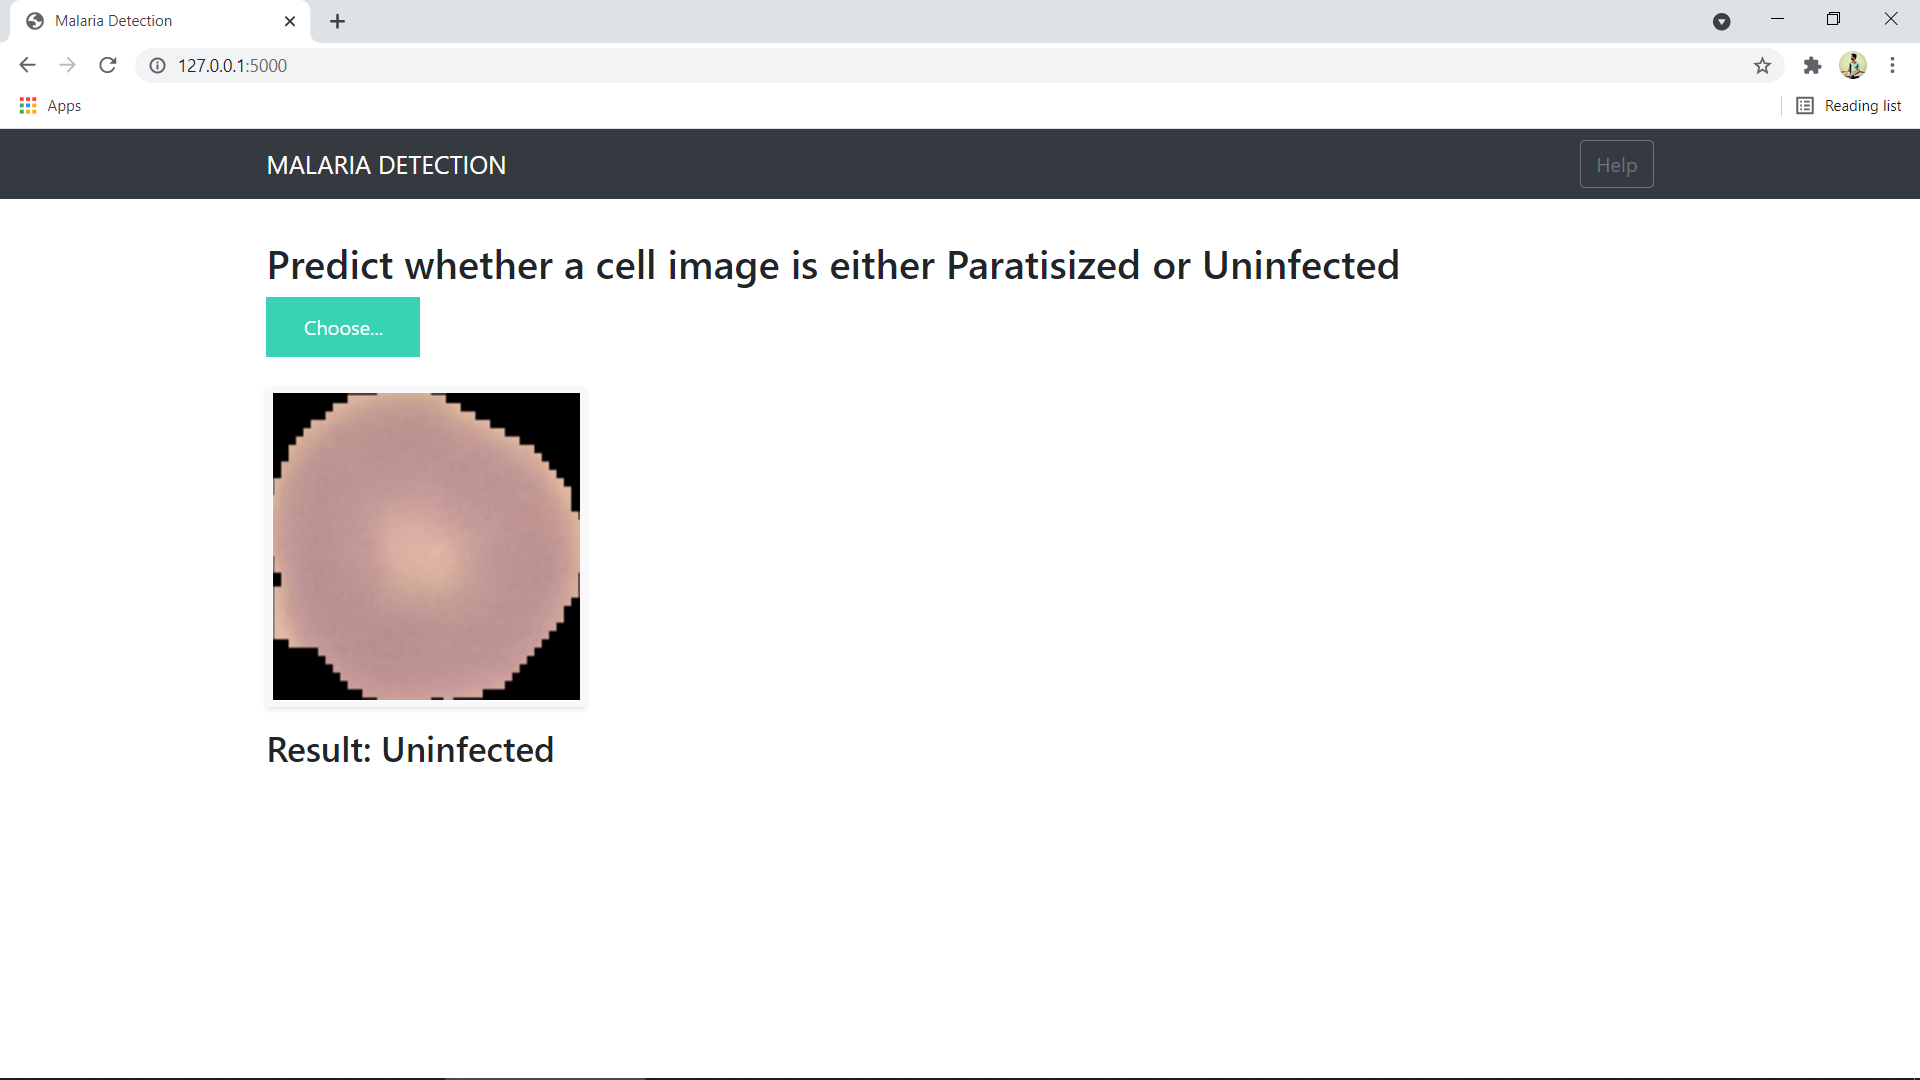 Malaria Detection
127.0.0.1:5000
Apps
Reading list
MALARIA DETECTION
Help
Predict whether a cell image is either Paratisized or Uninfected
Choose...
Result: Uninfected